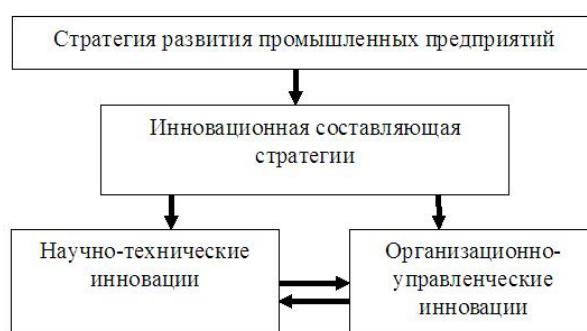 Стратегия развития промышленных предприятий
Инновационная составляющая
стратегии
Научно-технические
инновации
Организационно-
управленческие
инновации